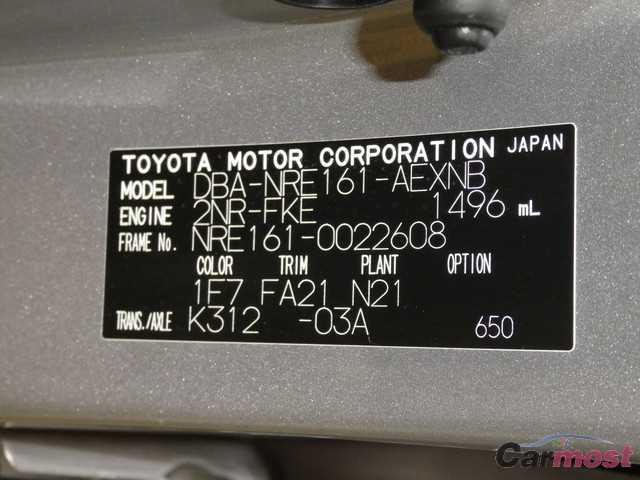 TOYOTA MOTOR CORPORATION JAPAN
MODEL DBA-NRE161-AEXNB
ENGINE 2NR-FKE 1496 mL
FRAME No. NRE161-0022608
COLOR TRIM PLANT OPTION
1F7 FA21 N21
TRANS./AXLE K312 -03A 650
Carmost